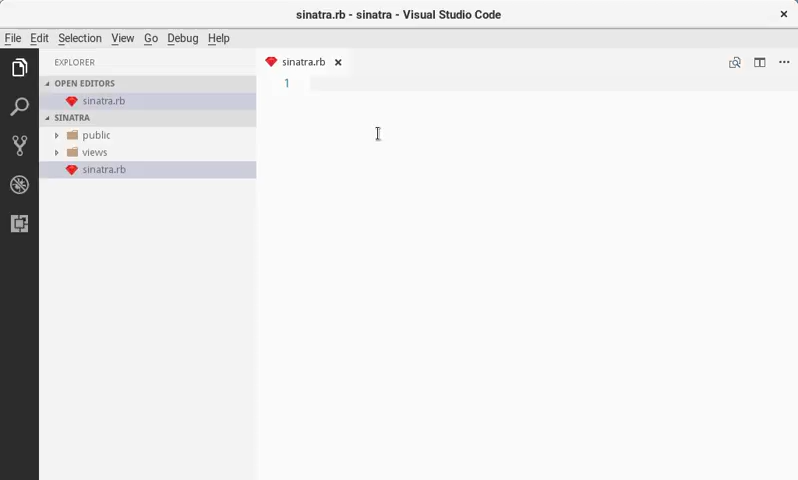 sinatra.rb - sinatra - Visual Studio Code
File Edit Selection View Go Debug Help
EXPLORER
OPEN EDITORS
sinatra.rb
SINATRA
public
views
sinatra.rb
sinatra.rb
1